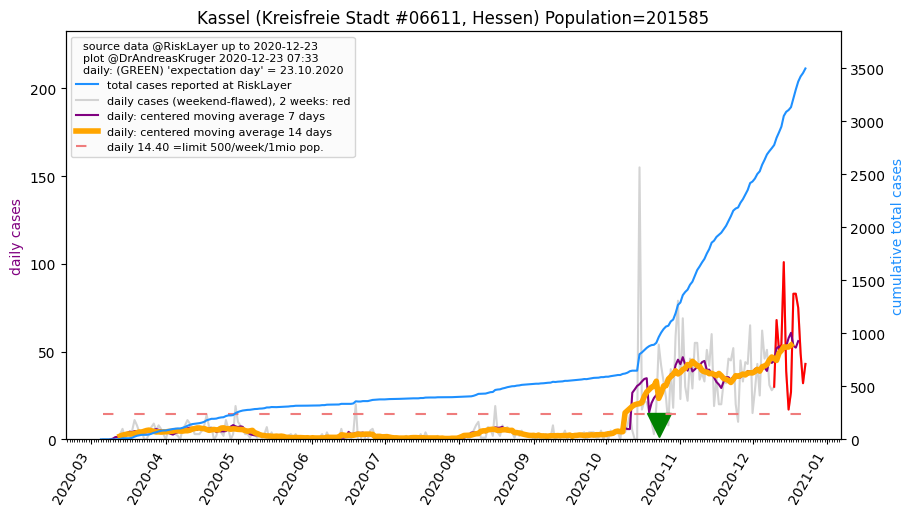 Kassel (Kreisfreie Stadt #06611, Hessen) Population=201585
source data @RiskLayer up to 2020-12-23
plot @DrAndreasKruger 2020-12-23 07:33
daily: (GREEN) 'expectation day' = 23.10.2020
total cases reported at RiskLayer
daily cases (weekend-flawed), 2 weeks: red
daily: centered moving average 7 days
daily: centered moving average 14 days
daily 14.40 =limit 500/week/1mio pop.
daily cases
200
150
100
50
0
cumulative total cases
3500
3000
2500
2000
1500
1000
500
0
2020-03
2020-04
2020-05
2020-06
2020-07
2020-08
2020-09
2020-10
2020-11
2020-12
2021-01